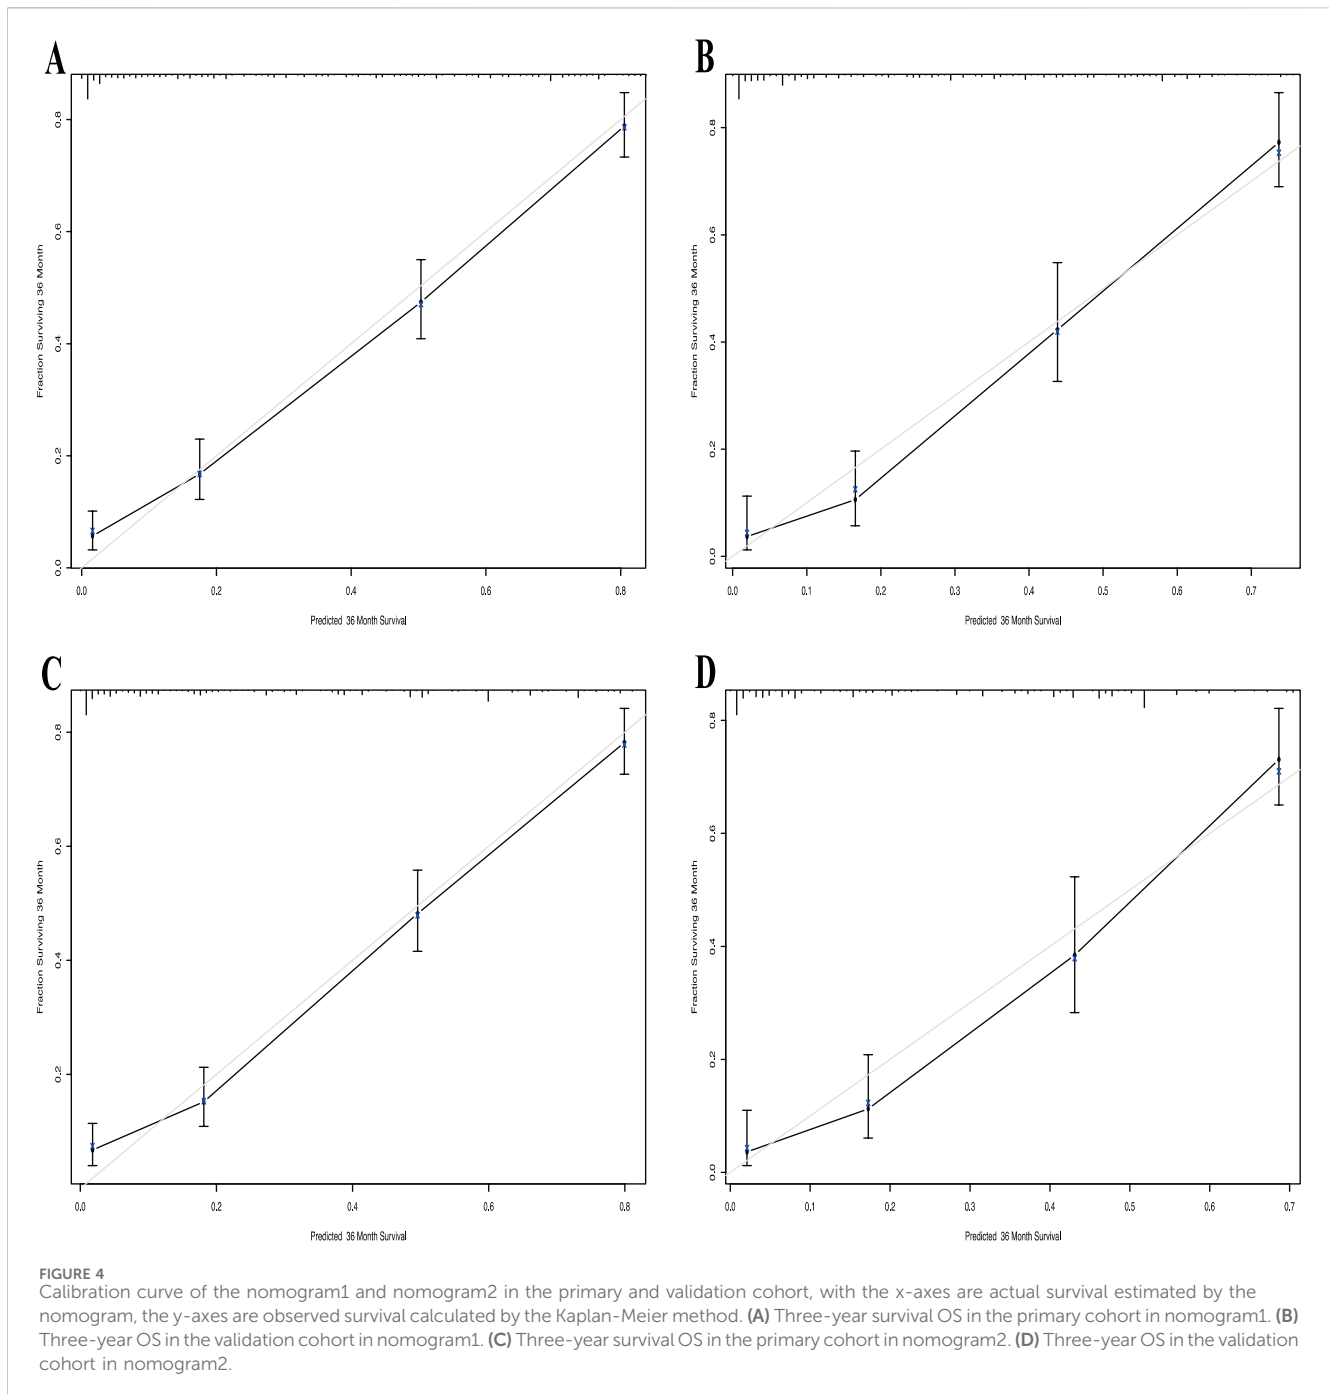 A
B
0.0
0.2
0.4
0.6
0.8
Fraction Surviving 36 Month
0.0
0.2
0.4
0.6
0.8
Predicted 36 Month Survival
0.0
0.2
0.4
0.6
0.8
Fraction Surviving 36 Month
0.0
0.1
0.2
0.3
0.4
0.5
0.6
0.7
Predicted 36 Month Survival
C
D
0.2
0.4
0.6
0.8
Fraction Surviving 36 Month
0.0
0.2
0.4
0.6
0.8
Predicted 36 Month Survival
0.0
0.2
0.4
0.6
0.8
Fraction Surviving 36 Month
0.0
0.1
0.2
0.3
0.4
0.5
0.6
0.7
Predicted 36 Month Survival
FIGURE 4
Calibration curve of the nomogram1 and nomogram2 in the primary and validation cohort, with the x-axes are actual survival estimated by the
nomogram, the y-axes are observed survival calculated by the Kaplan-Meier method. (A) Three-year survival OS in the primary cohort in nomogram1. (B)
Three-year OS in the validation cohort in nomogram1. (C) Three-year survival OS in the primary cohort in nomogram2. (D) Three-year OS in the validation
cohort in nomogram2.